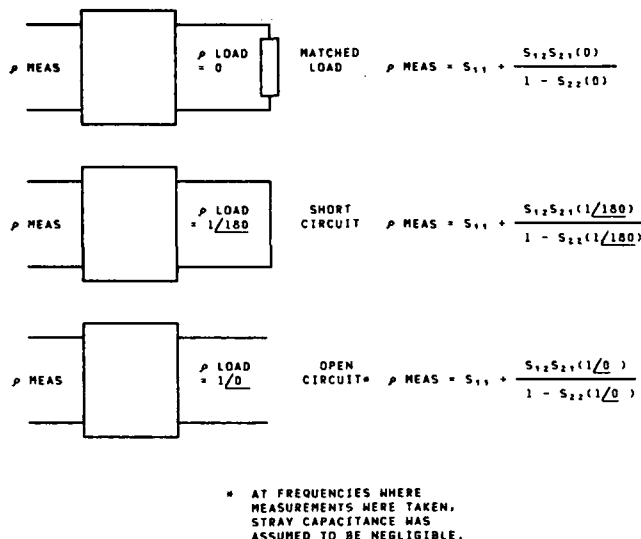 ρ MEAS
ρ LOAD = 0
MATCHED LOAD
ρ MEAS = S₁₁ + S₁₂S₂₁(0) / 1 - S₂₂(0)
ρ MEAS
ρ LOAD = 1/180
SHORT CIRCUIT
ρ MEAS = S₁₁ + S₁₂S₂₁(1/180) / 1 - S₂₂(1/180)
ρ MEAS
ρ LOAD = 1/0
OPEN CIRCUIT*
ρ MEAS = S₁₁ + S₁₂S₂₁(1/0 ) / 1 - S₂₂(1/0 )
* AT FREQUENCIES WHERE
MEASUREMENTS WERE TAKEN,
STRAY CAPACITANCE WAS
ASSUMED TO BE NEGLIGIBLE.